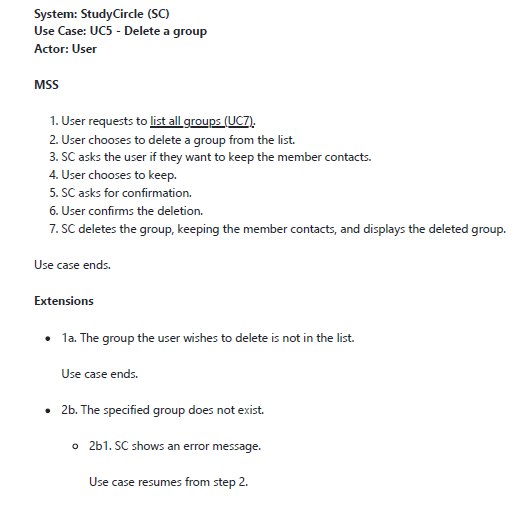 System: StudyCircle (SC)
Use Case: UC5 - Delete a group
Actor: User
MSS
1. User requests to list all groups (UC7).
2. User chooses to delete a group from the list.
3. SC asks the user if they want to keep the member contacts.
4. User chooses to keep.
5. SC asks for confirmation.
6. User confirms the deletion.
7. SC deletes the group, keeping the member contacts, and displays the deleted group.
Use case ends.
Extensions
• 1a. The group the user wishes to delete is not in the list.
Use case ends.
• 2b. The specified group does not exist.
◦ 2b1. SC shows an error message.
Use case resumes from step 2.